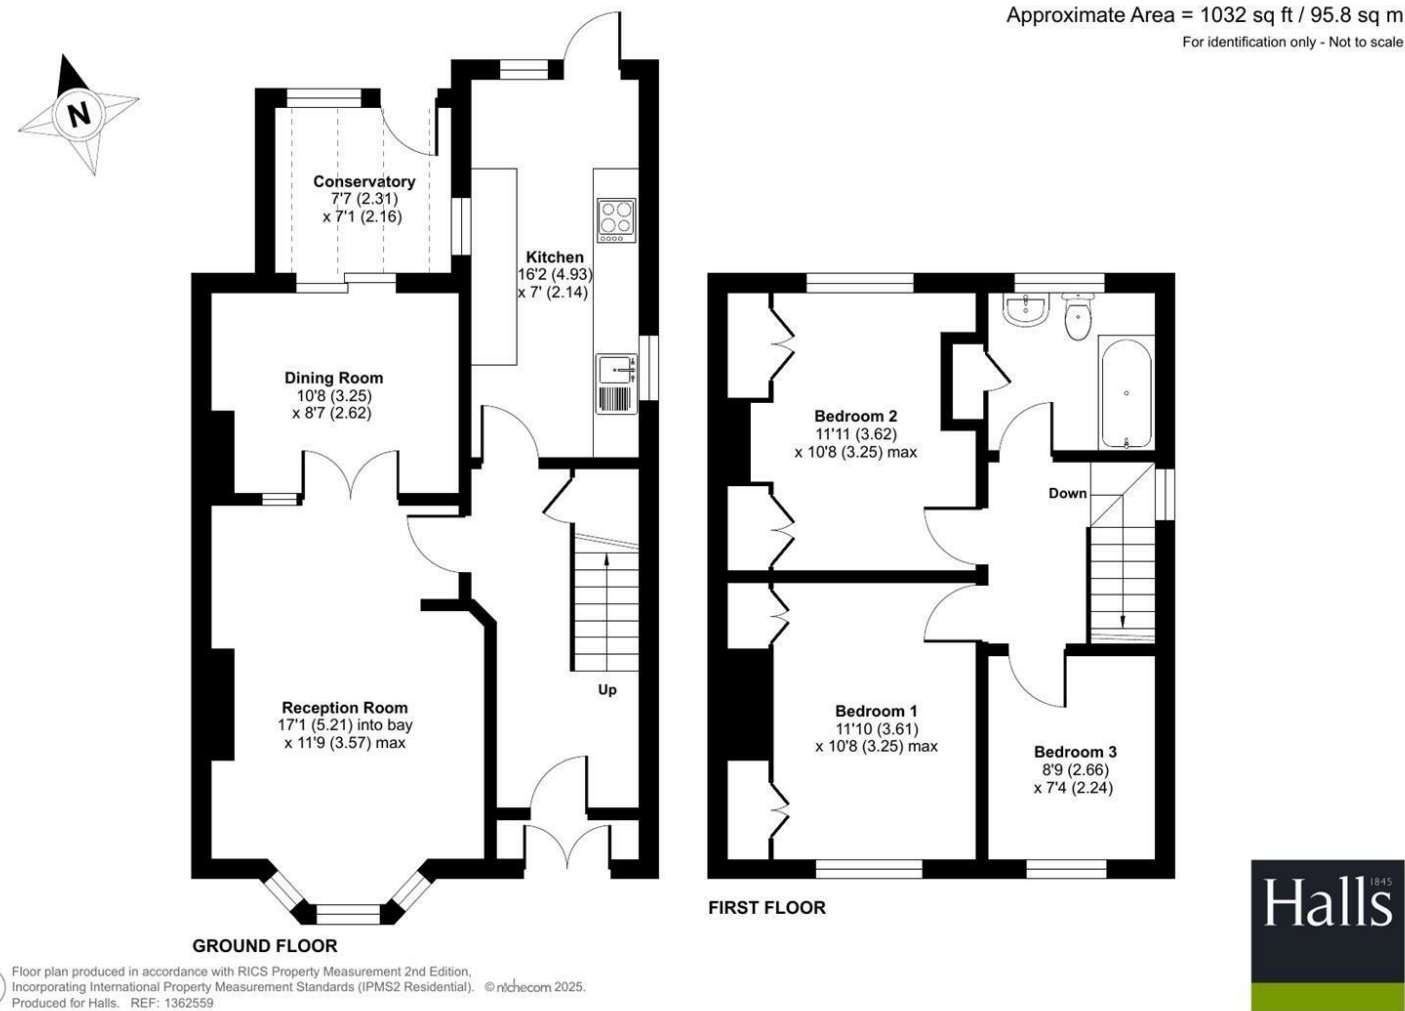 Approximate Area = 1032 sq ft / 95.8 sq m
For identification only - Not to scale
N
Conservatory
7'7 (2.31)
x 7'1 (2.16)
Kitchen
16'2 (4.93)
x 7' (2.14)
Dining Room
10'8 (3.25)
x 8'7 (2.62)
Reception Room
17'1 (5.21) into bay
x 11'9 (3.57) max
Up
GROUND FLOOR
Bedroom 2
11'11 (3.62)
x 10'8 (3.25) max
Down
Bedroom 1
11'10 (3.61)
x 10'8 (3.25) max
Bedroom 3
8'9 (2.66)
x 7'4 (2.24)
FIRST FLOOR
Halls
1845
Floor plan produced in accordance with RICS Property Measurement 2nd Edition,
Incorporating International Property Measurement Standards (IPMS2 Residential). © nichecom 2025.
Produced for Halls. REF: 1362559